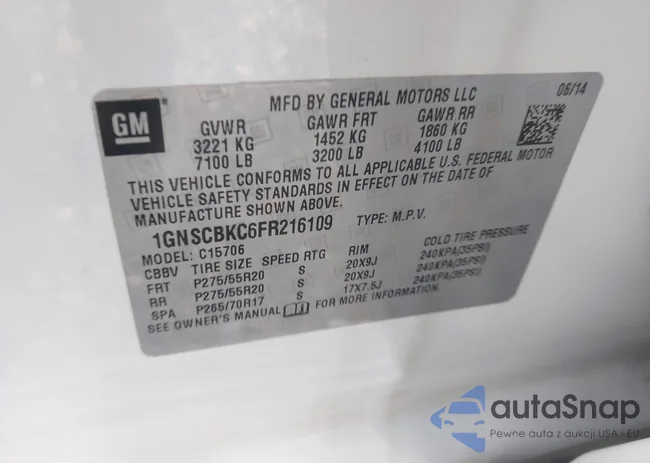 GM
MFD BY GENERAL MOTORS LLC
06/14
GVWR GAWR FRT GAWR RR
3221 KG 1452 KG 1860 KG
7100 LB 3200 LB 4100 LB
THIS VEHICLE CONFORMS TO ALL APPLICABLE U.S. FEDERAL MOTOR
VEHICLE SAFETY STANDARDS IN EFFECT ON THE DATE OF
MANUFACTURE SHOWN ABOVE.
1GNSCBKC6FR216109 TYPE: M.P.V.
MODEL: C15706
CBBV TIRE SIZE SPEED RTG RIM COLD TIRE PRESSURE
FRT P275/55R20 S 20X9J 240KPA(35PSI)
RR P275/55R20 S 20X9J 240KPA(35PSI)
SPA P265/70R17 S 17X7.5J 240KPA(35PSI)
SEE OWNER'S MANUAL FOR MORE INFORMATION.
autaSnap
Pewne auta z aukcji USA i EU